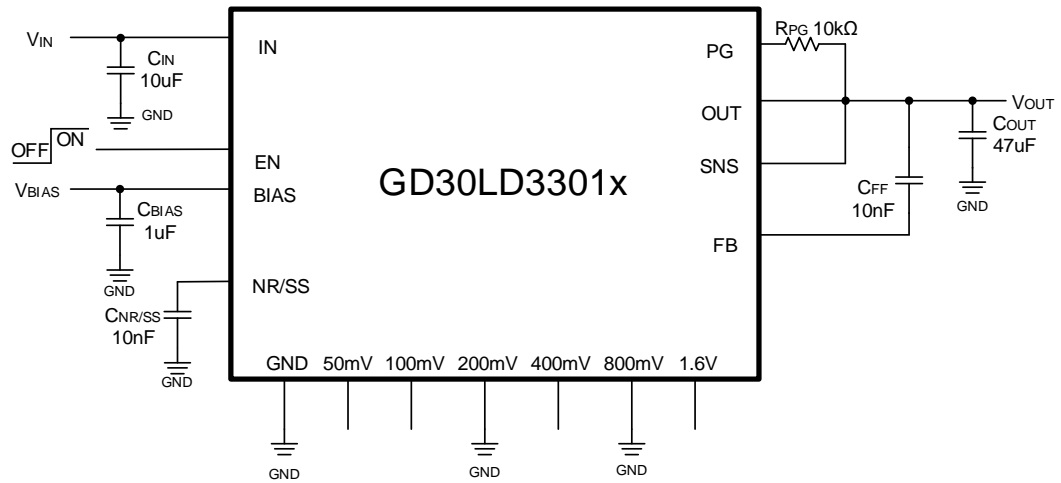 VIN
CIN
10uF
GND
OFF
ON
VBIAS
CBIAS
1uF
GND
CNR/SS
10nF
GND
IN
EN
BIAS
NR/SS
GD30LD3301x
PG
OUT
SNS
FB
RPG 10kΩ
VOUT
COUT
47uF
GND
CFF
10nF
GND 50mV 100mV 200mV 400mV 800mV 1.6V
GND
GND
GND